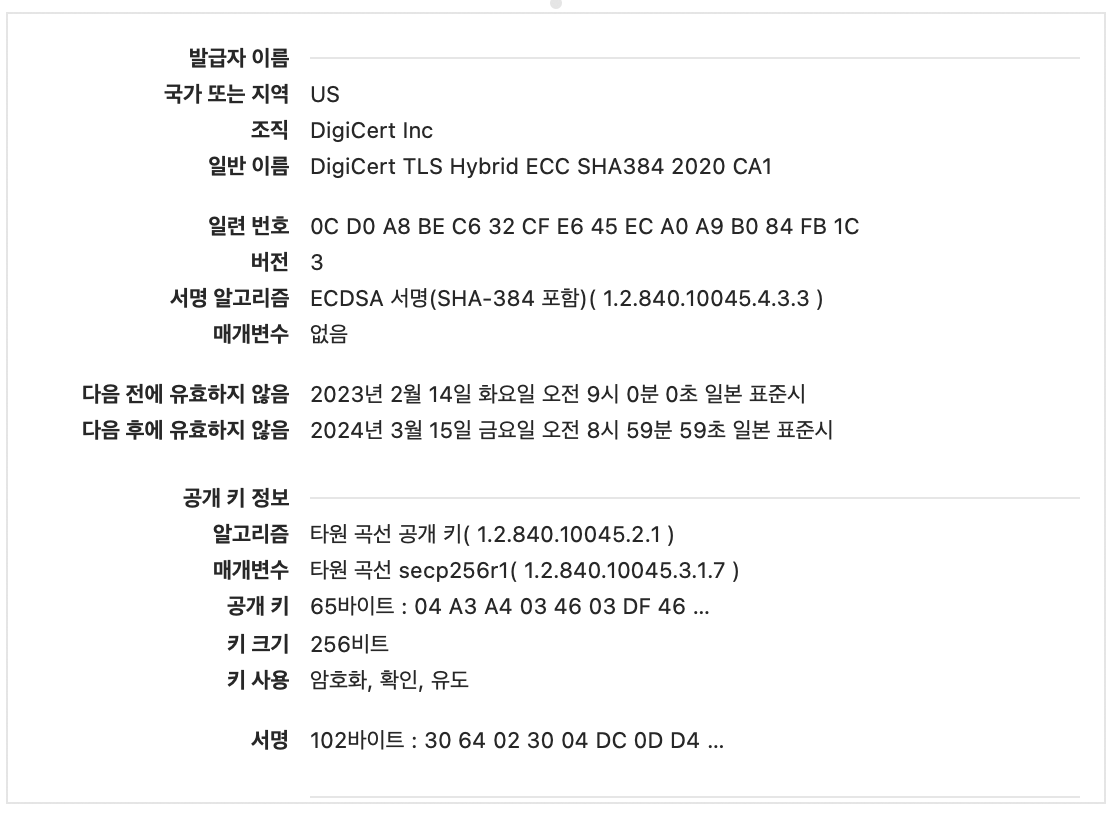 발급자 이름
국가 또는 지역 US
조직 DigiCert Inc
일반 이름 DigiCert TLS Hybrid ECC SHA384 2020 CA1
일련 번호 0C D0 A8 BE C6 32 CF E6 45 EC A0 A9 B0 84 FB 1C
버전 3
서명 알고리즘 ECDSA 서명(SHA-384 포함)( 1.2.840.10045.4.3.3 )
매개변수 없음
다음 전에 유효하지 않음 2023년 2월 14일 화요일 오전 9시 0분 0초 일본 표준시
다음 후에 유효하지 않음 2024년 3월 15일 금요일 오전 8시 59분 59초 일본 표준시
공개 키 정보
알고리즘 타원 곡선 공개 키( 1.2.840.10045.2.1 )
매개변수 타원 곡선 secp256r1( 1.2.840.10045.3.1.7 )
공개 키 65바이트 : 04 A3 A4 03 46 03 DF 46 ...
키 크기 256비트
키 사용 암호화, 확인, 유도
서명 102바이트 : 30 64 02 30 04 DC 0D D4 ...